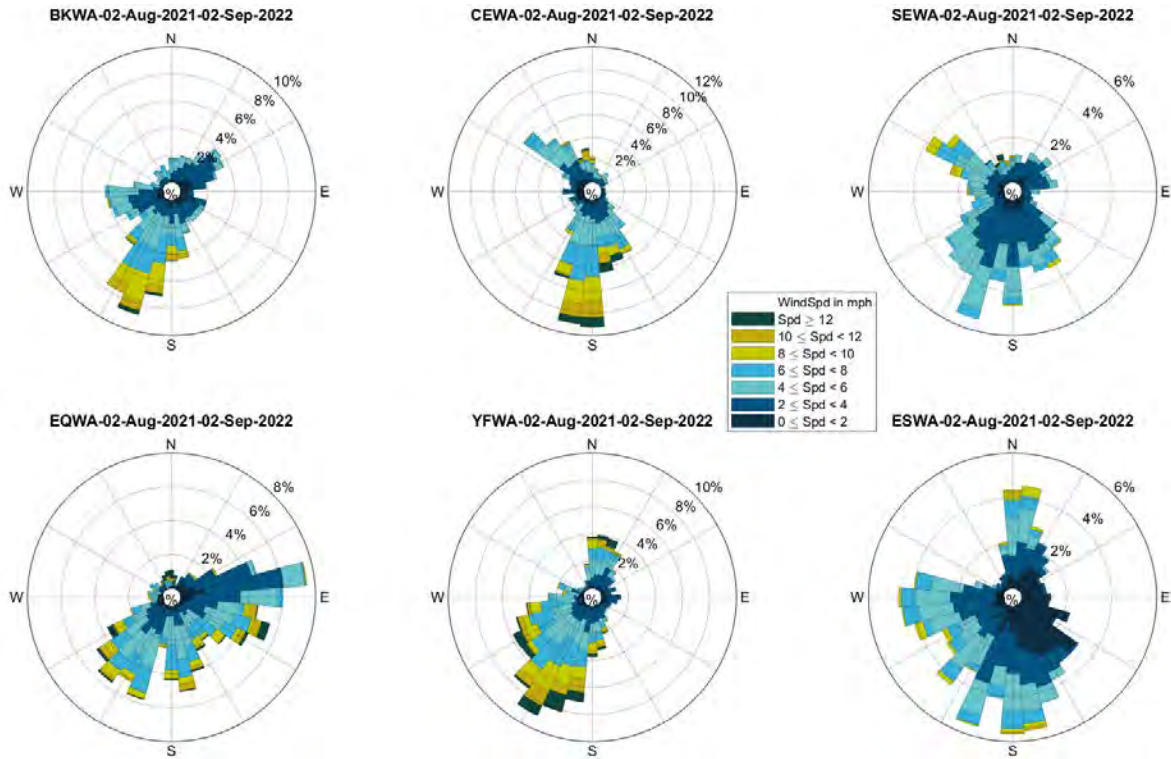 BKWA-02-Aug-2021-02-Sep-2022
N
10%
8%
6%
4%
2%
W
%
E
S
CEWA-02-Aug-2021-02-Sep-2022
N
12%
10%
8%
6%
4%
2%
W
%
E
S
SEWA-02-Aug-2021-02-Sep-2022
N
6%
4%
2%
W
%
E
S
WindSpd in mph
Spd ≥ 12
10 ≤ Spd < 12
8 ≤ Spd < 10
6 ≤ Spd < 8
4 ≤ Spd < 6
2 ≤ Spd < 4
0 ≤ Spd < 2
EQWA-02-Aug-2021-02-Sep-2022
N
8%
6%
4%
2%
W
%
E
S
YFWA-02-Aug-2021-02-Sep-2022
N
10%
8%
6%
4%
2%
W
%
E
S
ESWA-02-Aug-2021-02-Sep-2022
N
6%
4%
2%
W
%
E
S